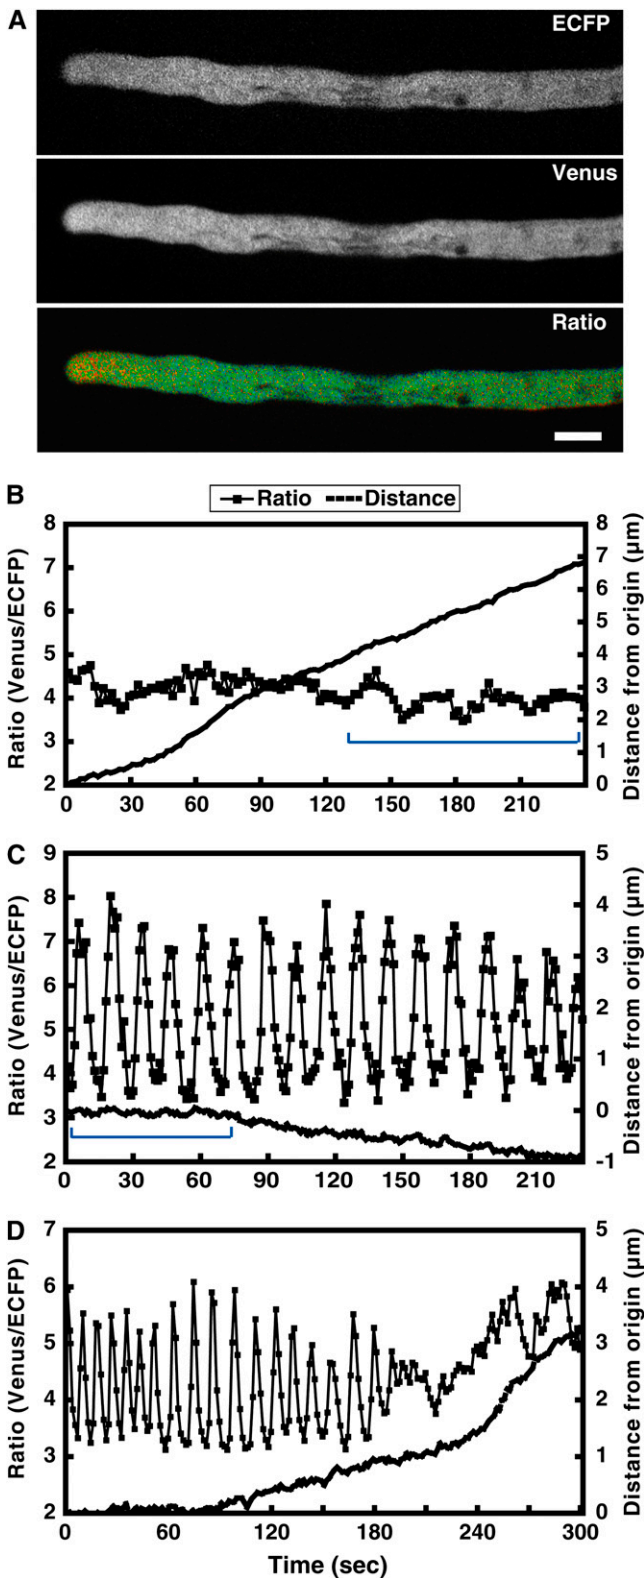 A
ECFP
Venus
Ratio
B
Ratio Distance
Ratio (Venus/ECFP)
8
7
6
5
4
3
2
0 30 60 90 120 150 180 210
8
7
6
5
4
3
2
1
0
Distance from origin (µm)
C
Ratio (Venus/ECFP)
9
8
7
6
5
4
3
2
0 30 60 90 120 150 180 210
5
4
3
2
1
0
-1
Distance from origin (µm)
D
Ratio (Venus/ECFP)
7
6
5
4
3
2
0 60 120 180 240 300
5
4
3
2
1
0
Distance from origin (µm)
Time (sec)